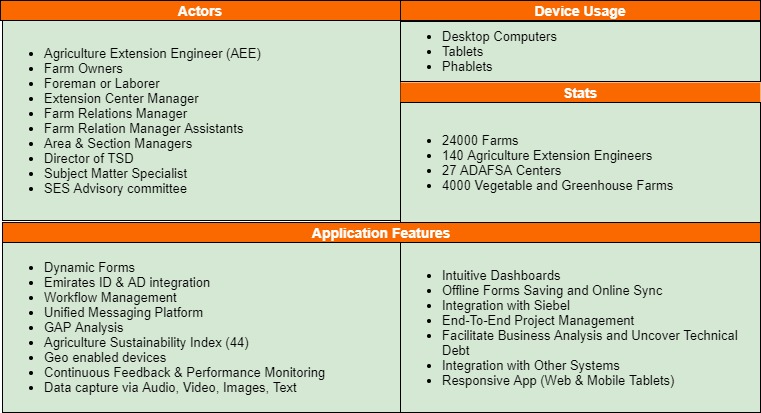 Actors
Agriculture Extension Engineer (AEE)
Farm Owners
Foreman or Laborer
Extension Center Manager
Farm Relations Manager
Farm Relation Manager Assistants
Area & Section Managers
Director of TSD
Subject Matter Specialist
SES Advisory committee
Device Usage
Desktop Computers
Tablets
Phablets
Stats
24000 Farms
140 Agriculture Extension Engineers
27 ADAFSA Centers
4000 Vegetable and Greenhouse Farms
Application Features
Dynamic Forms
Emirates ID & AD integration
Workflow Management
Unified Messaging Platform
GAP Analysis
Agriculture Sustainability Index (44)
Geo enabled devices
Continuous Feedback & Performance Monitoring
Data capture via Audio, Video, Images, Text
Intuitive Dashboards
Offline Forms Saving and Online Sync
Integration with Siebel
End-To-End Project Management
Facilitate Business Analysis and Uncover Technical
Debt
Integration with Other Systems
Responsive App (Web & Mobile Tablets)